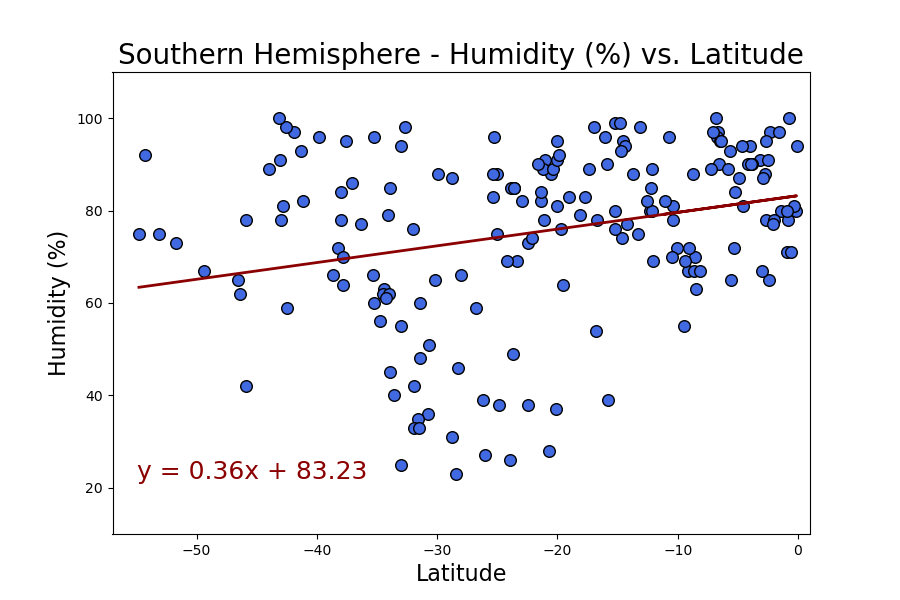 Southern Hemisphere - Humidity (%) vs. Latitude
Humidity (%)
100
80
60
40
20
y = 0.36x + 83.23
−50
−40
−30
−20
−10
0
Latitude